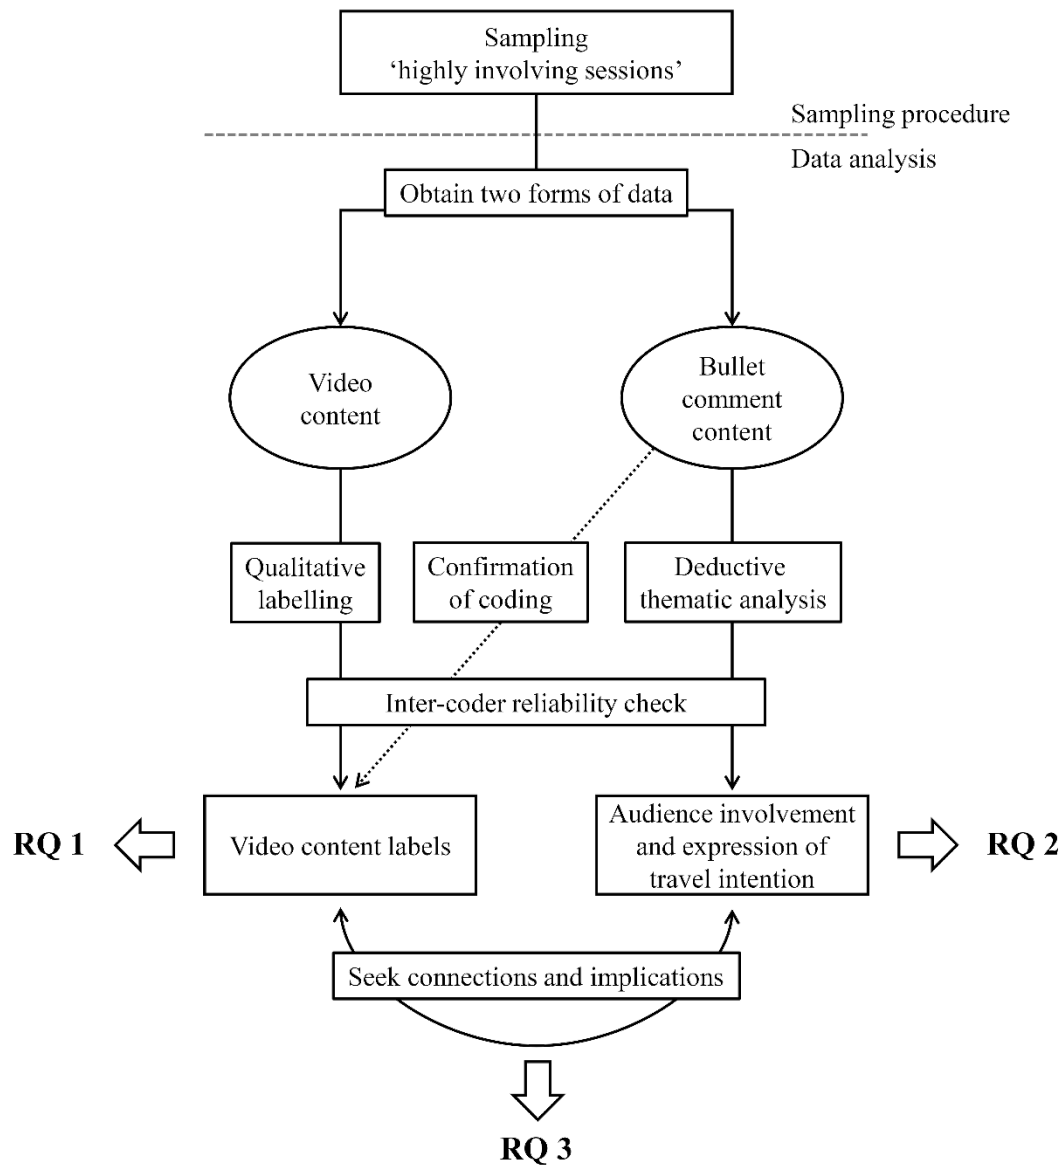 Sampling
‘highly involving sessions’
Sampling procedure
Data analysis
Obtain two forms of data
Video
content
Bullet
comment
content
Qualitative
labelling
Confirmation
of coding
Deductive
thematic analysis
Inter-coder reliability check
RQ 1
Video content labels
Audience involvement
and expression of
travel intention
RQ 2
Seek connections and implications
RQ 3